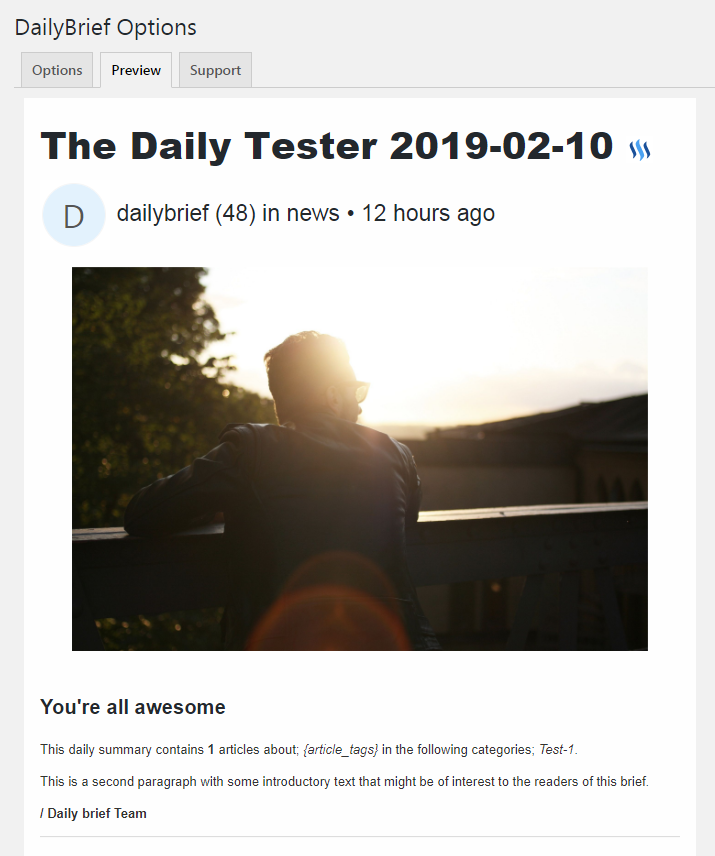 DailyBrief Options
Options Preview Support
The Daily Tester 2019-02-10
D dailybrief (48) in news • 12 hours ago
You're all awesome
This daily summary contains 1 articles about; {article_tags} in the following categories; Test-1.
This is a second paragraph with some introductory text that might be of interest to the readers of this brief.
/ Daily brief Team